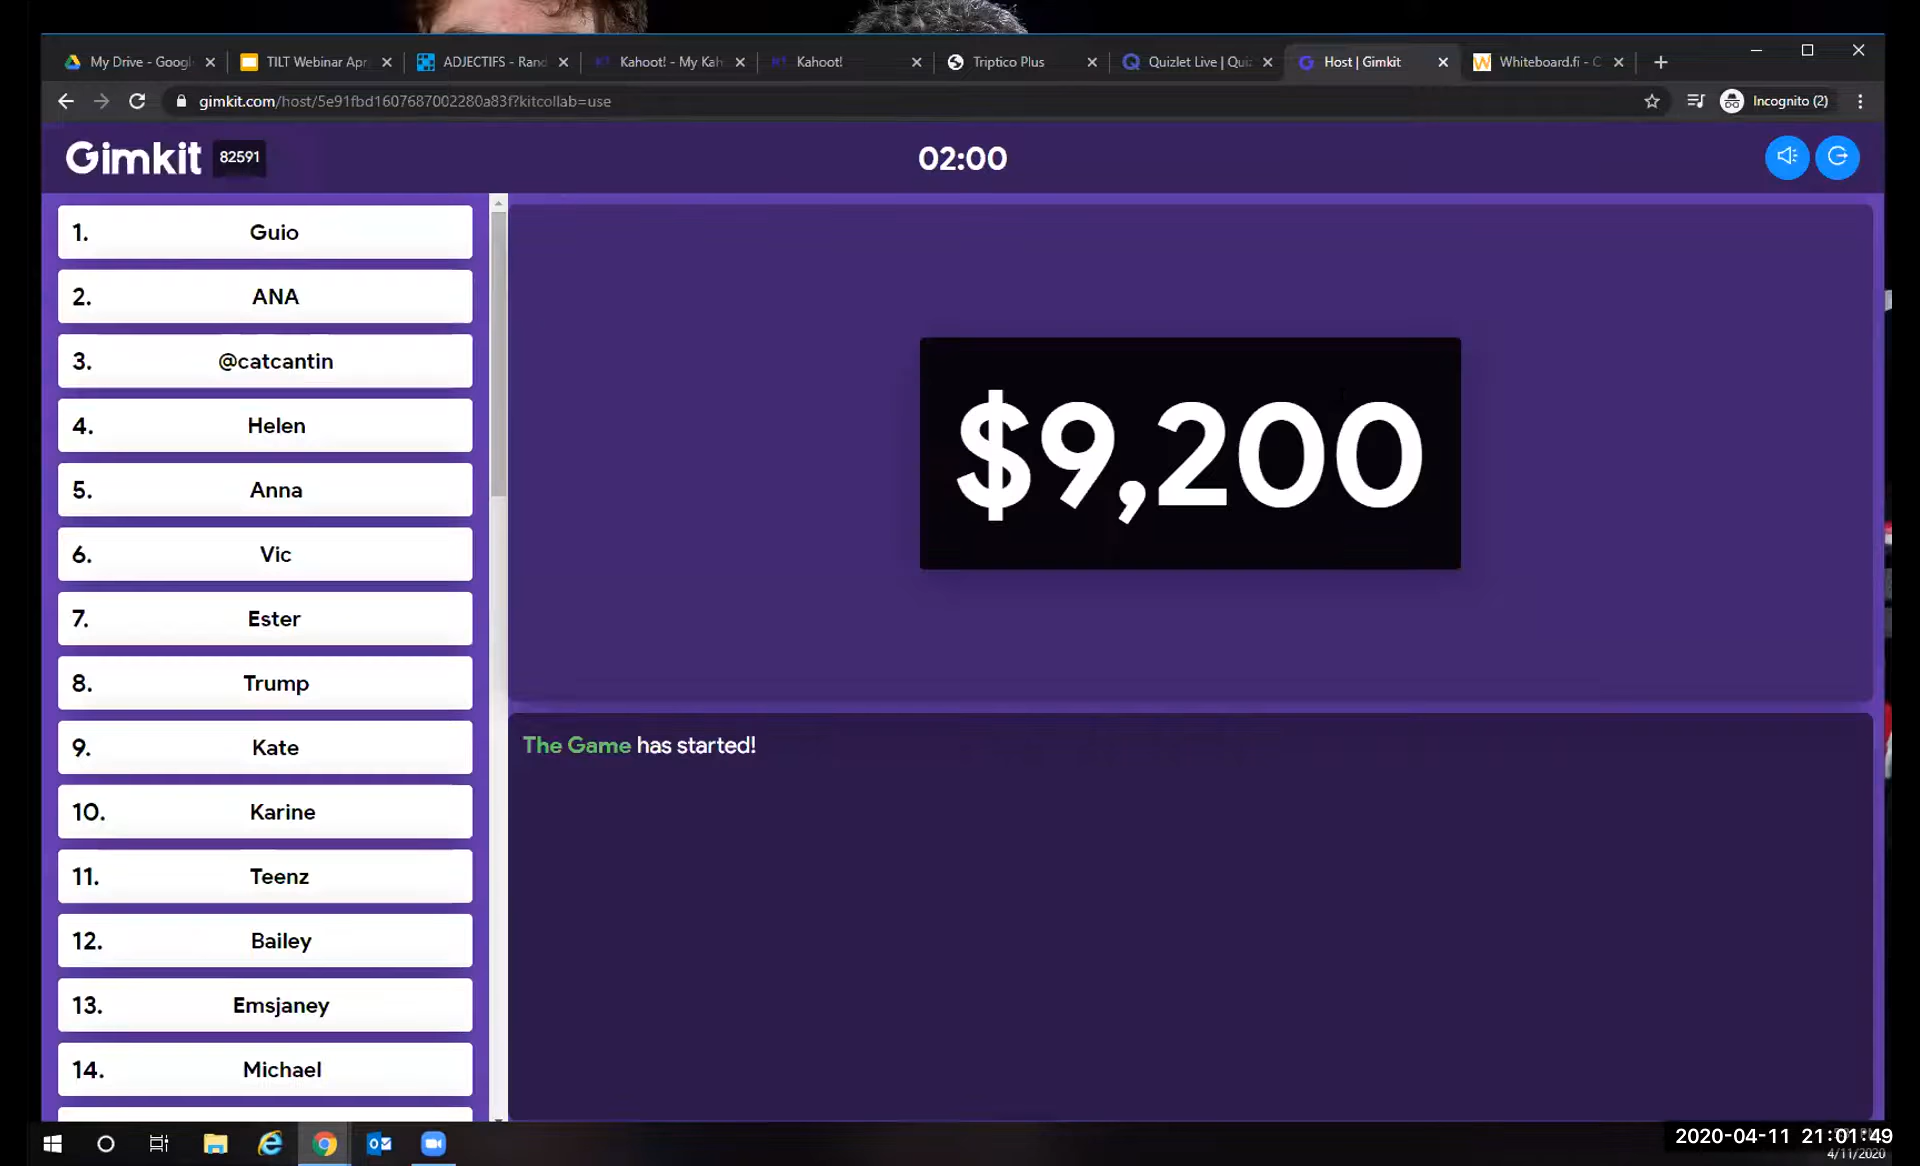 My Drive - Googl
TILT Webinar Apr
ADJECTIFS - Rand
Kahoot! - My Kah
Kahoot!
Triptico Plus
Quizlet Live | Quiz
Host | Gimkit
Whiteboard.fi - C
gimkit.com/host/5e91fbd1607687002280a83f?kitcollab=use
Incognito (2)
Gimkit 82591
02:00
1. Guio
2. ANA
3. @catcantin
4. Helen
5. Anna
6. Vic
7. Ester
8. Trump
9. Kate
10. Karine
11. Teenz
12. Bailey
13. Emsjaney
14. Michael
$9,200
The Game has started!
2020-04-11 21:01:49
4/11/2020